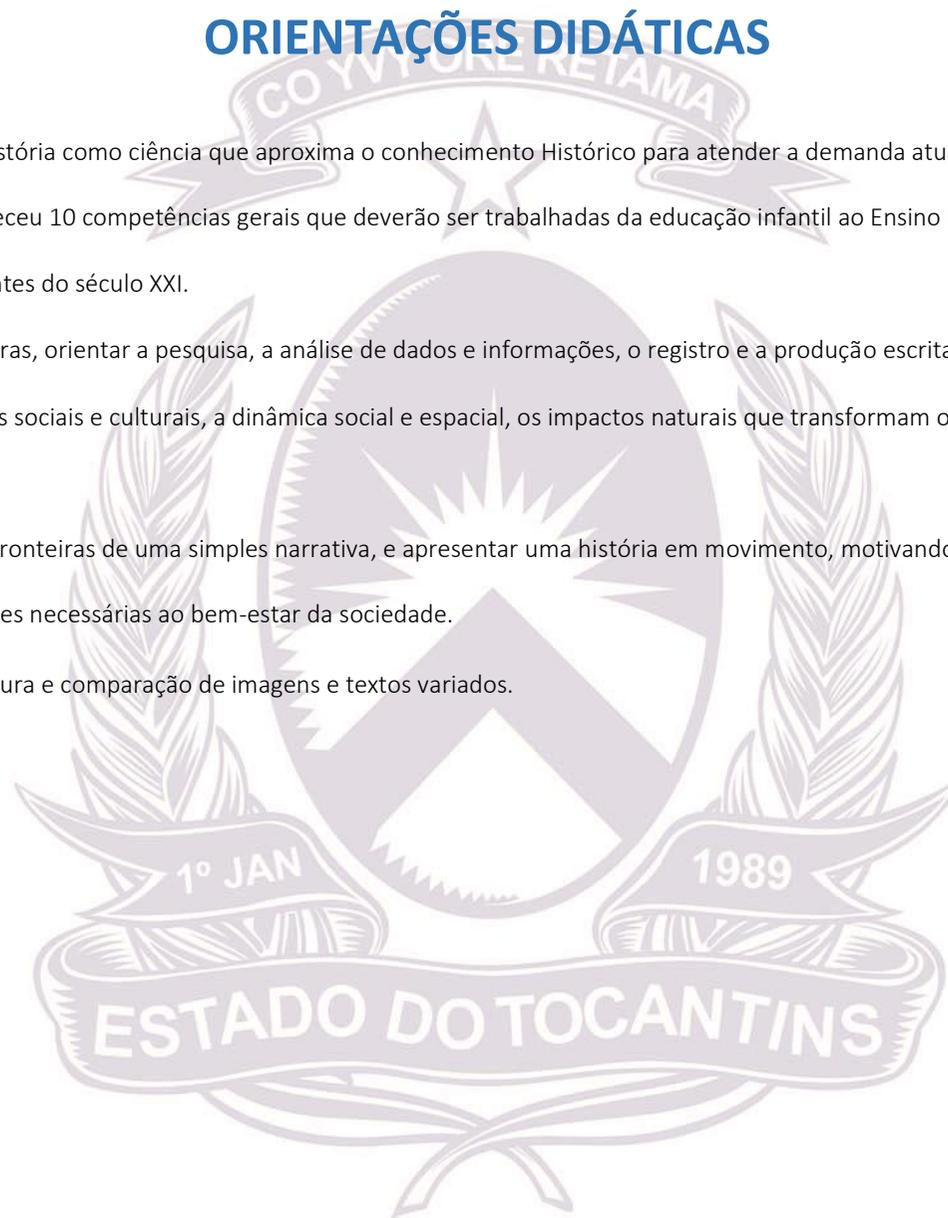 ORIENTAÇÕES DIDÁTICAS
CO YVY ORE RETAMA
stória como ciência que aproxima o conhecimento Histórico para atender a demanda atu
eceu 10 competências gerais que deverão ser trabalhadas da educação infantil ao Ensino
ntes do século XXI.
ras, orientar a pesquisa, a análise de dados e informações, o registro e a produção escrita
s sociais e culturais, a dinâmica social e espacial, os impactos naturais que transformam o
ronteiras de uma simples narrativa, e apresentar uma história em movimento, motivando
es necessárias ao bem-estar da sociedade.
ura e comparação de imagens e textos variados.
1º JAN
1989
ESTADO DO TOCANTINS